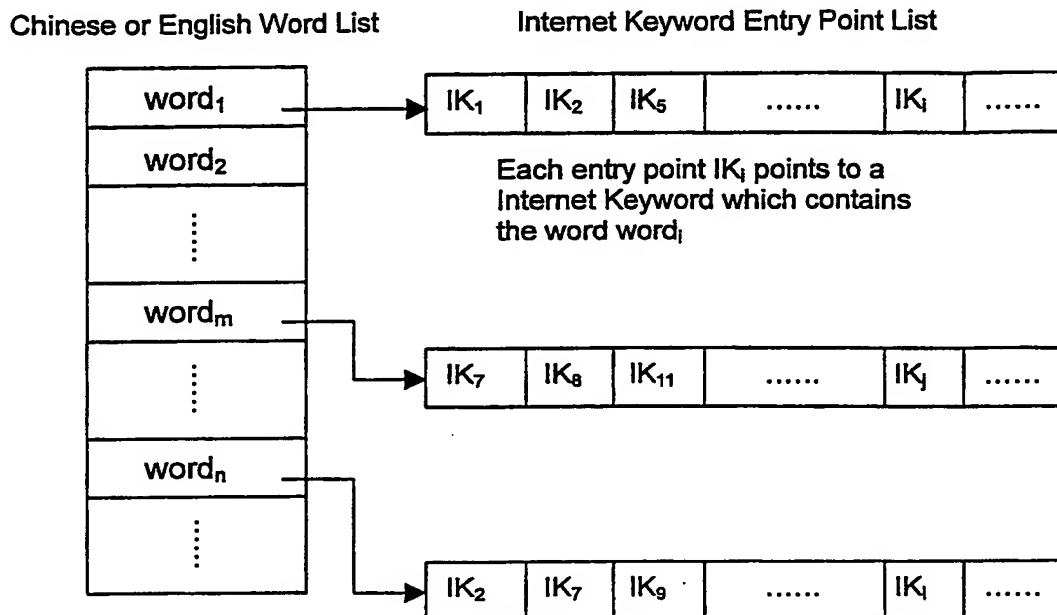 Chinese or English Word List
Internet Keyword Entry Point List
word₁
IK₁ IK₂ IK₅ ...... IKᵢ ......
word₂
Each entry point IKⱼ points to a
Internet Keyword which contains
the word wordᵢ
......
wordₘ
IK₇ IK₈ IK₁₁ ...... IKⱼ ......
......
wordₙ
......
IK₂ IK₇ IK₉ ...... IKₗ ......